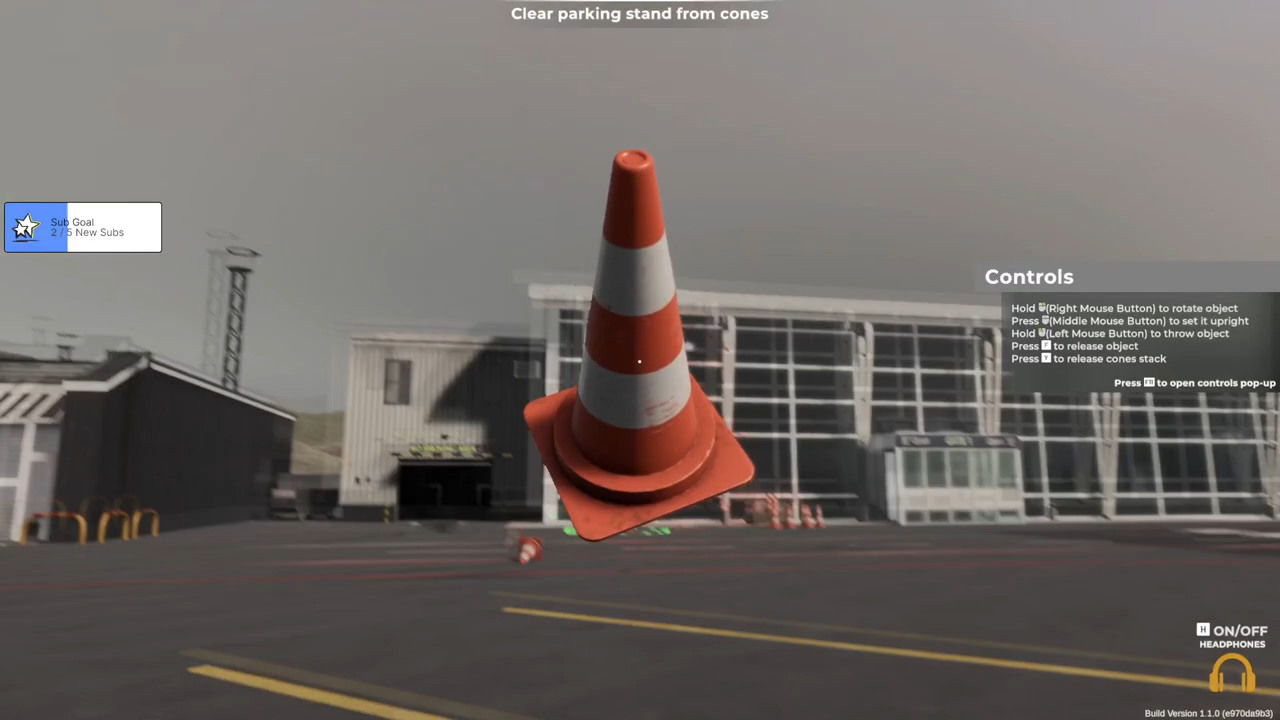 Clear parking stand from cones
Sub Goal
2 / 5 New Subs
Controls
Hold (Right Mouse Button) to rotate object
Press (Middle Mouse Button) to set it upright
Hold (Left Mouse Button) to throw object
Press F to release object
Press Y to release cones stack
Press to open controls pop-up
H ON/OFF
HEADPHONES
Build Version 1.1.0 (e970da9b3)